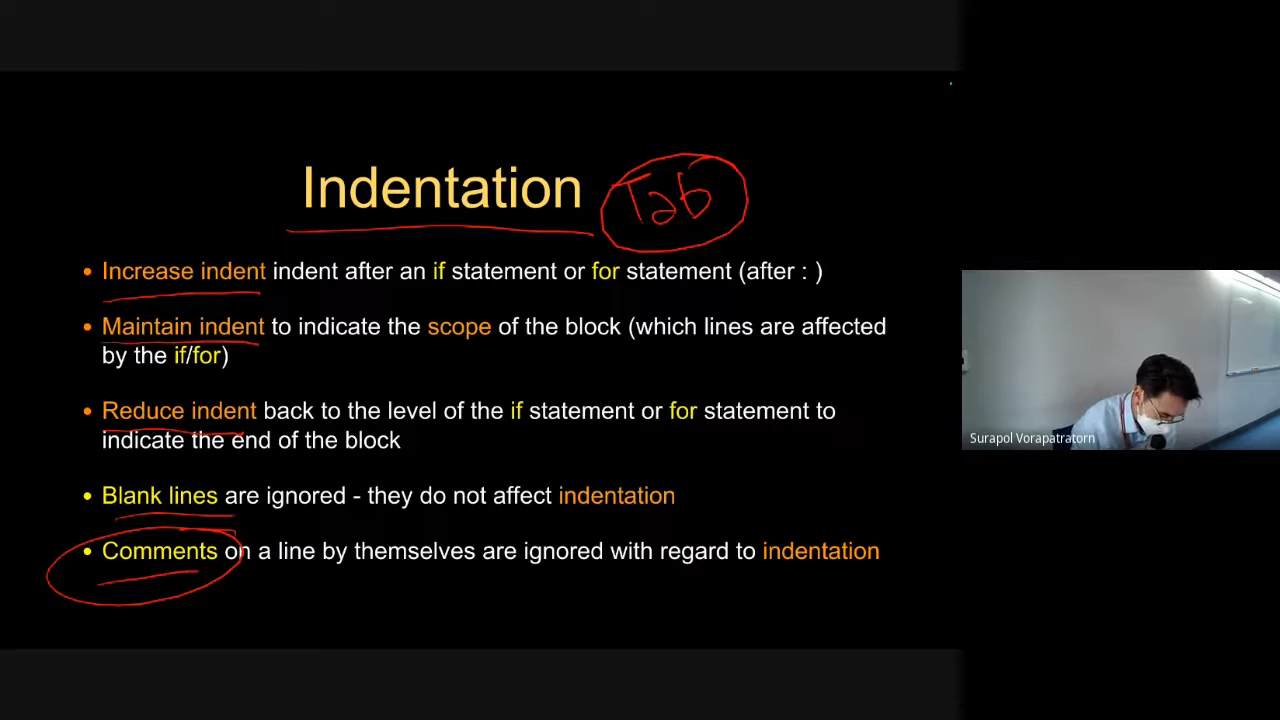 Indentation
Tab
• Increase indent indent after an if statement or for statement (after : )
• Maintain indent to indicate the scope of the block (which lines are affected
by the if/for)
• Reduce indent back to the level of the if statement or for statement to
indicate the end of the block
• Blank lines are ignored - they do not affect indentation
• Comments on a line by themselves are ignored with regard to indentation
Surapol Vorapatratorn